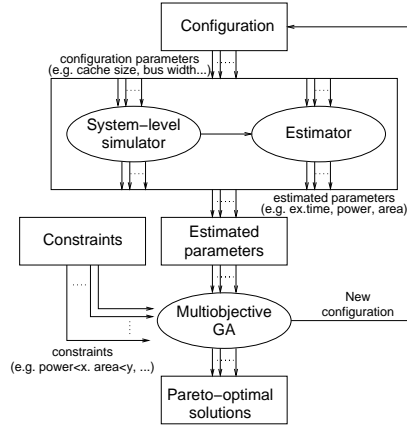 Configuration
configuration parameters
(e.g. cache size, bus width...)
System-level
simulator
Estimator
estimated parameters
(e.g. ex.time, power, area)
Constraints
Estimated
parameters
Multiobjective
GA
New
configuration
constraints
(e.g. power<x. area<y, ...)
Pareto-optimal
solutions